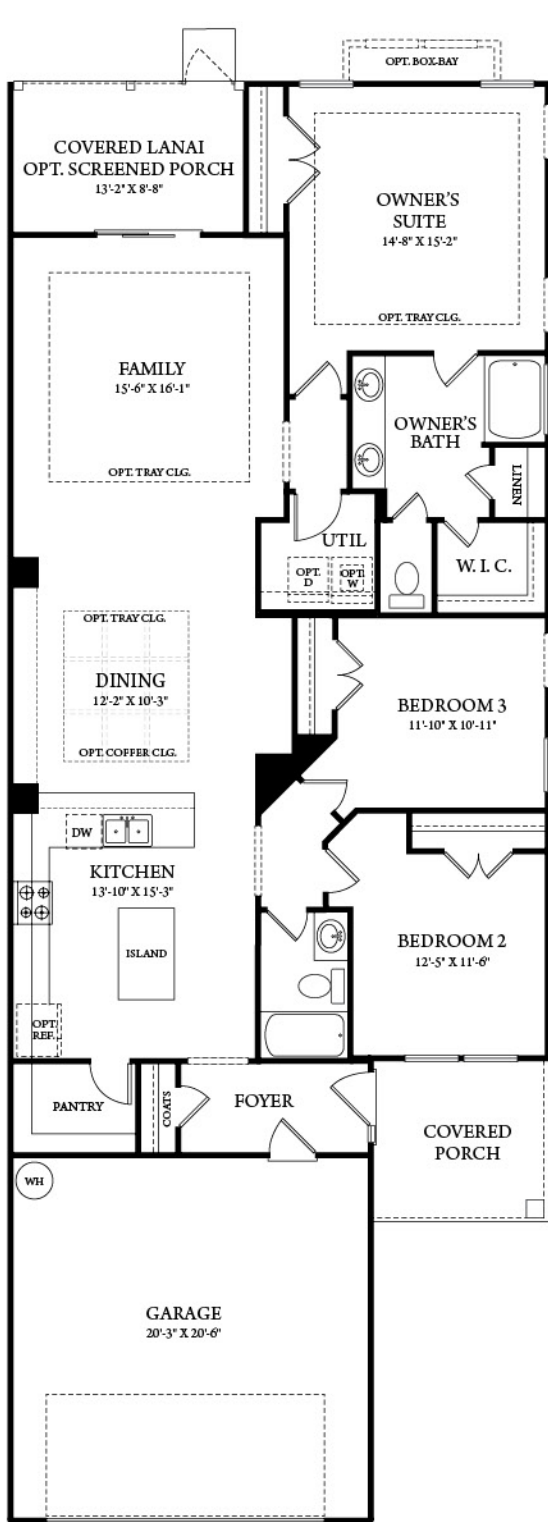 OPT. BOX-BAY
COVERED LANAI
OPT. SCREENED PORCH
13'-2" X 8'-8"
OWNER'S
SUITE
14'-8" X 15'-2"
OPT. TRAY CLG.
FAMILY
15'-6" X 16'-1"
OPT. TRAY CLG.
OWNER'S
BATH
LINEN
UTIL
OPT.
D
OPT.
W
W. I. C.
OPT. TRAY CLG.
DINING
12'-2" X 10'-3"
OPT. COFFER CLG.
BEDROOM 3
11'-10" X 10'-11"
DW
KITCHEN
13'-10" X 15'-3"
ISLAND
OPT.
REF.
BEDROOM 2
12'-5" X 11'-6"
PANTRY
COATS
FOYER
COVERED
PORCH
WH
GARAGE
20'-3" X 20'-6"